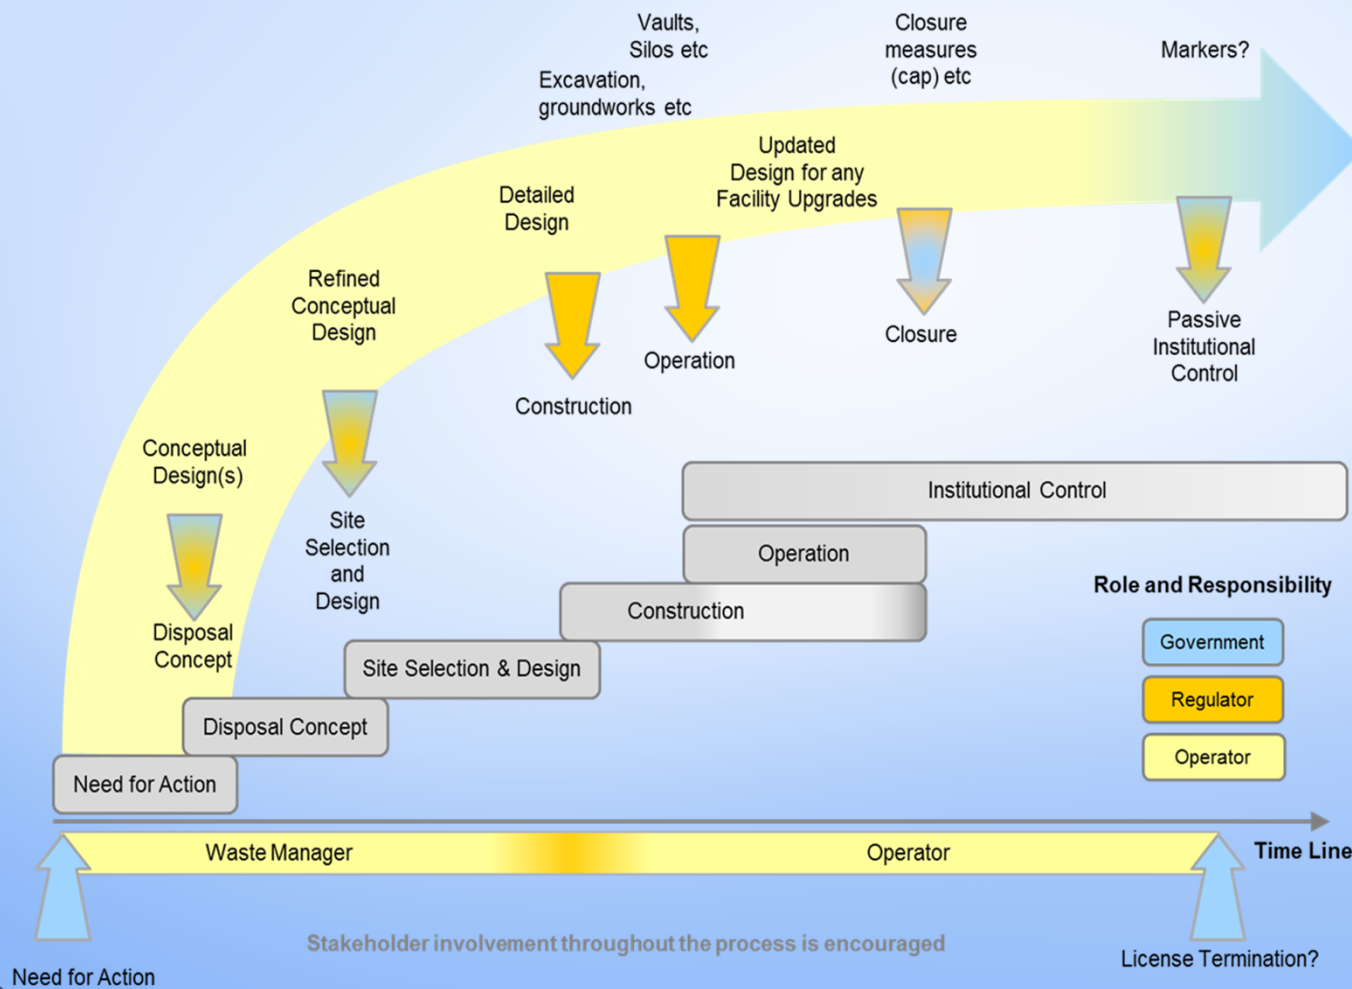 Vaults,
Silos etc
Excavation,
groundworks etc
Closure
measures
(cap) etc
Markers?
Updated
Design for any
Facility Upgrades
Detailed
Design
Refined
Conceptual
Design
Conceptual
Design(s)
Disposal
Concept
Site
Selection
and
Design
Construction
Operation
Closure
Passive
Institutional
Control
Institutional Control
Operation
Construction
Site Selection & Design
Disposal Concept
Need for Action
Role and Responsibility
Government
Regulator
Operator
Waste Manager
Operator
Time Line
Stakeholder involvement throughout the process is encouraged
Need for Action
License Termination?